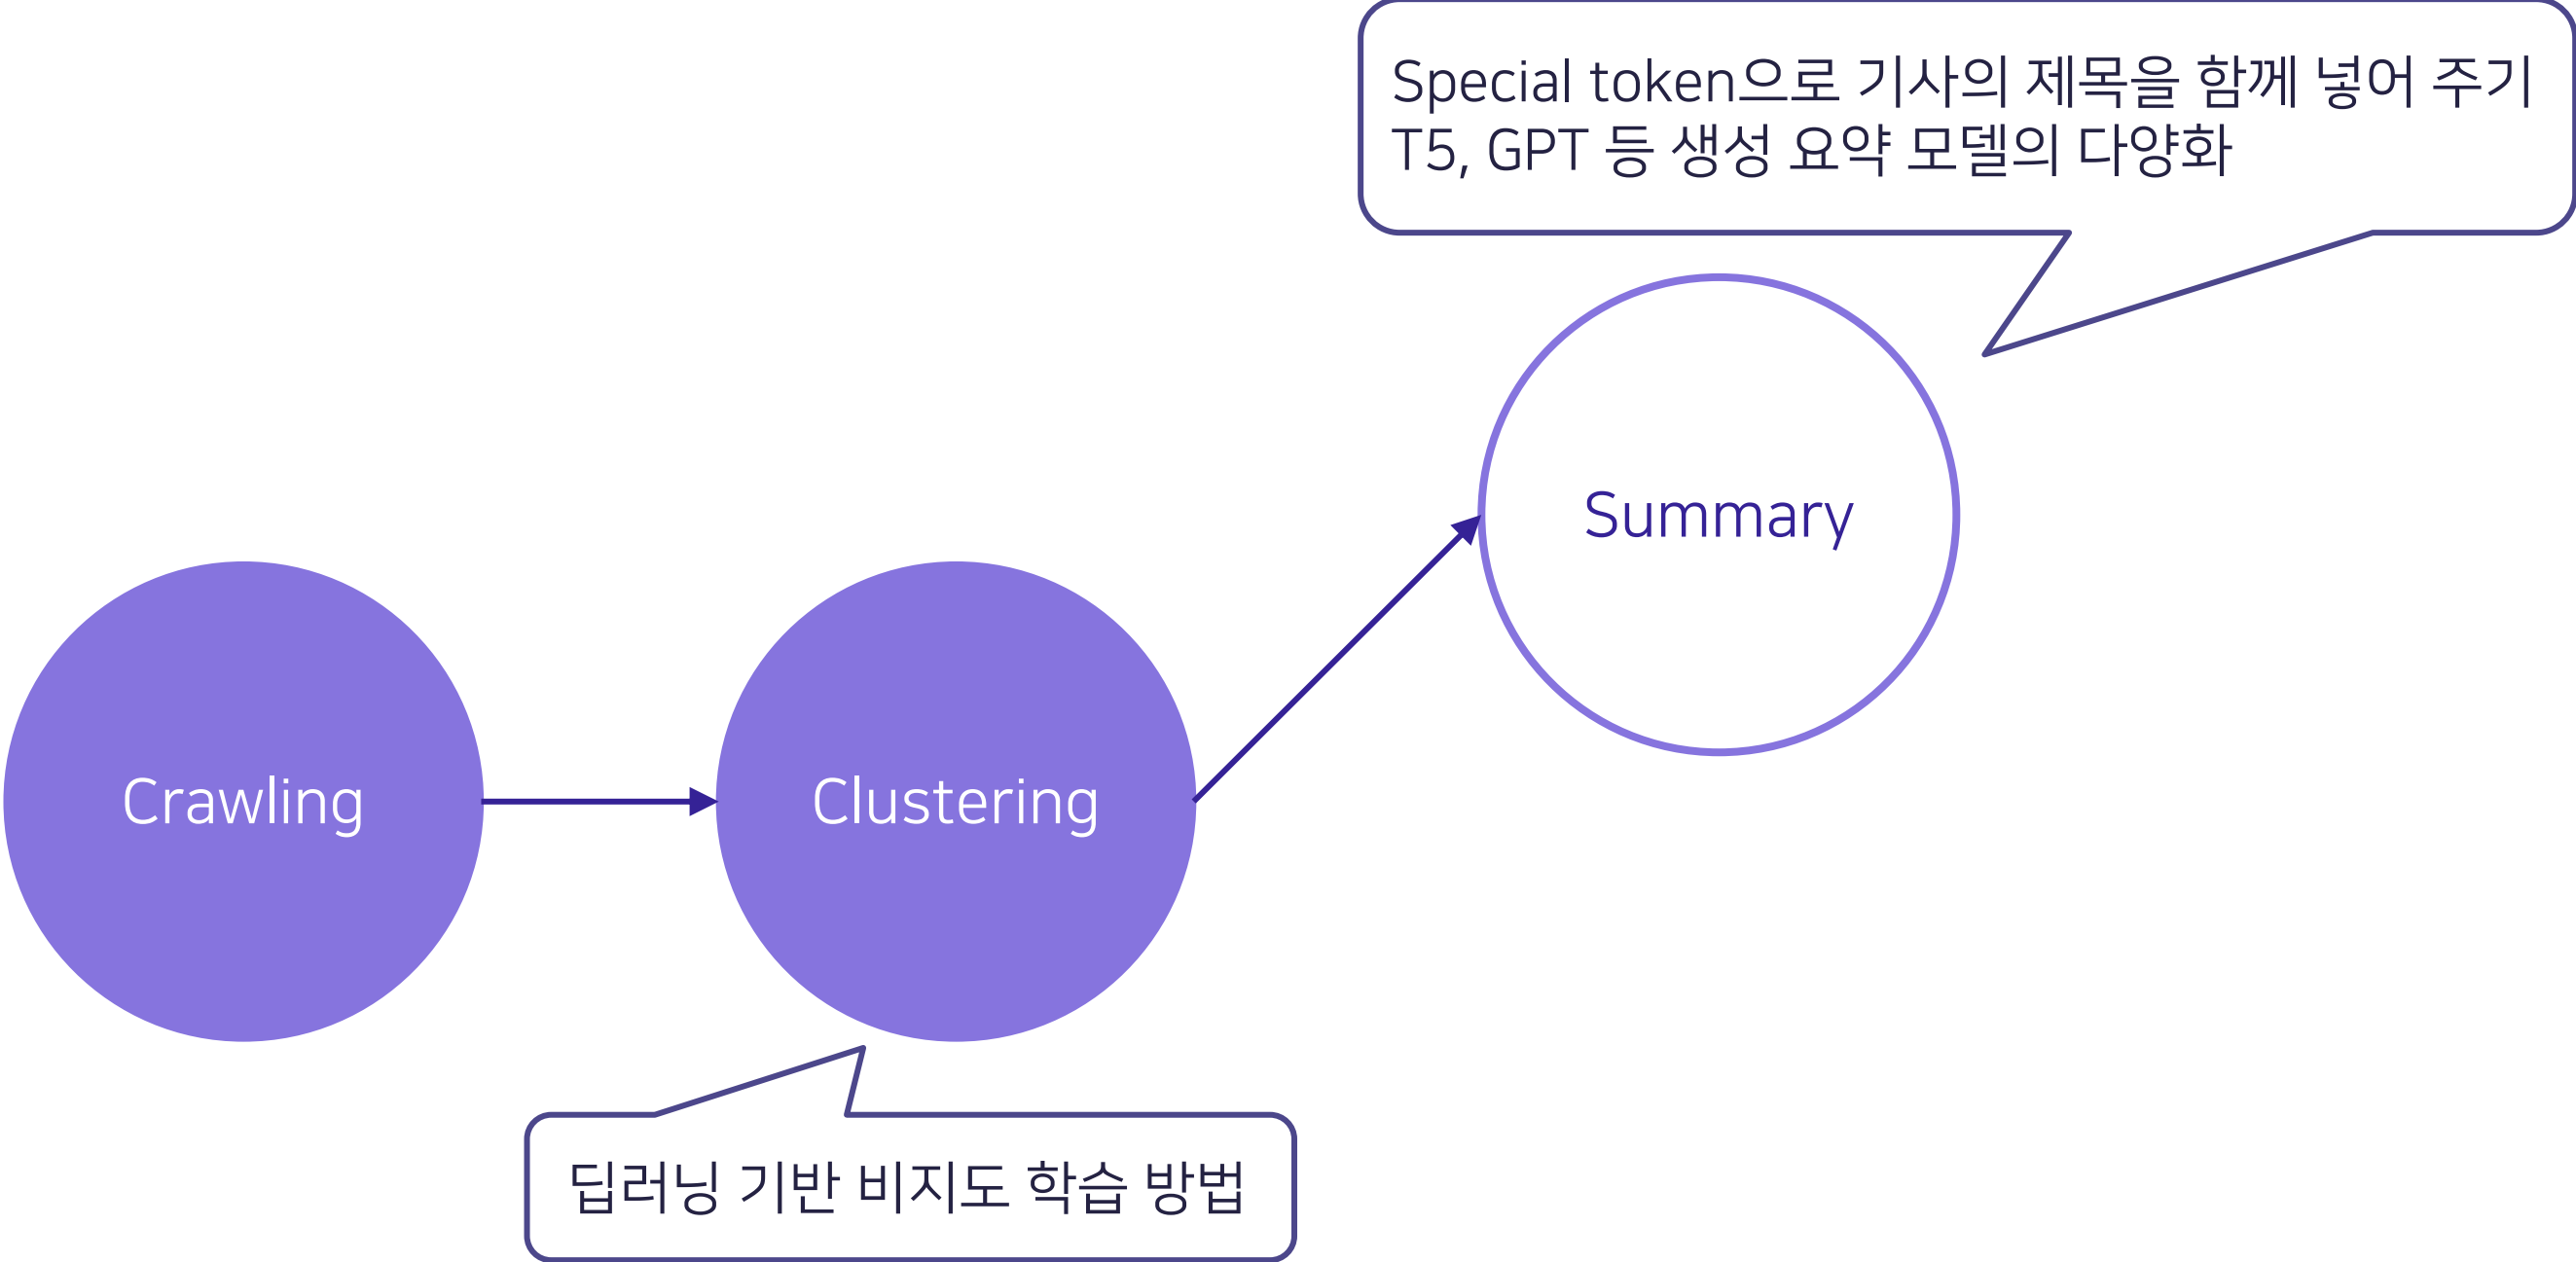 Special token으로 기사의 제목을 함께 넣어 주기
T5, GPT 등 생성 요약 모델의 다양화
Summary
Crawling
Clustering
딥러닝 기반 비지도 학습 방법